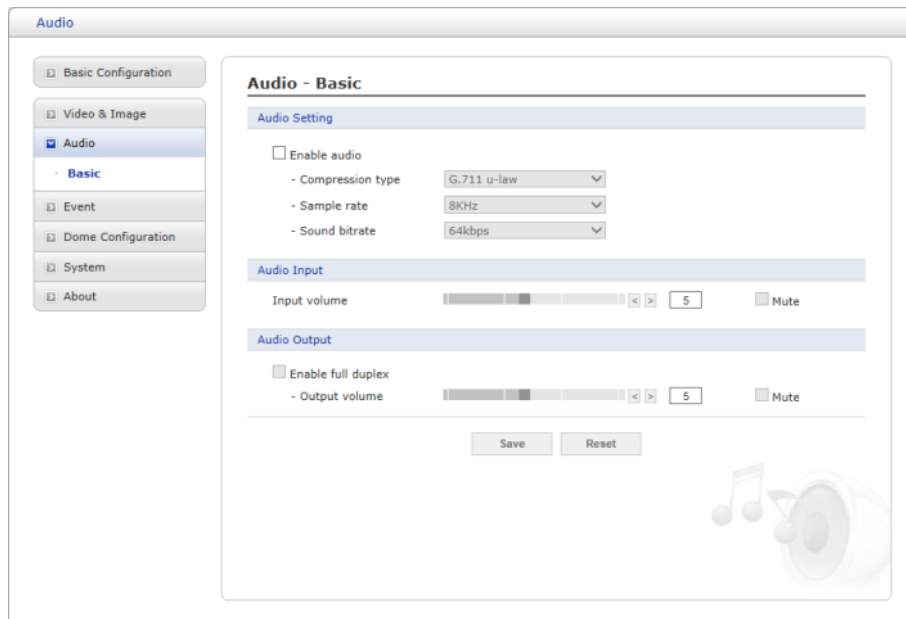 Audio
Basic Configuration
Video & Image
Audio
· Basic
Event
Dome Configuration
System
About
Audio - Basic
Audio Setting
Enable audio
- Compression type G.711 u-law
- Sample rate 8KHz
- Sound bitrate 64kbps
Audio Input
Input volume < > 5 Mute
Audio Output
Enable full duplex
- Output volume < > 5 Mute
Save Reset